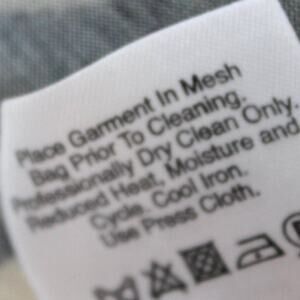 Place Garment In Mesh
Bag Prior To Cleaning.
Professionally Dry Clean Only.
Reduced Heat, Moisture and
Cycle. Cool Iron.
Use Press Cloth.